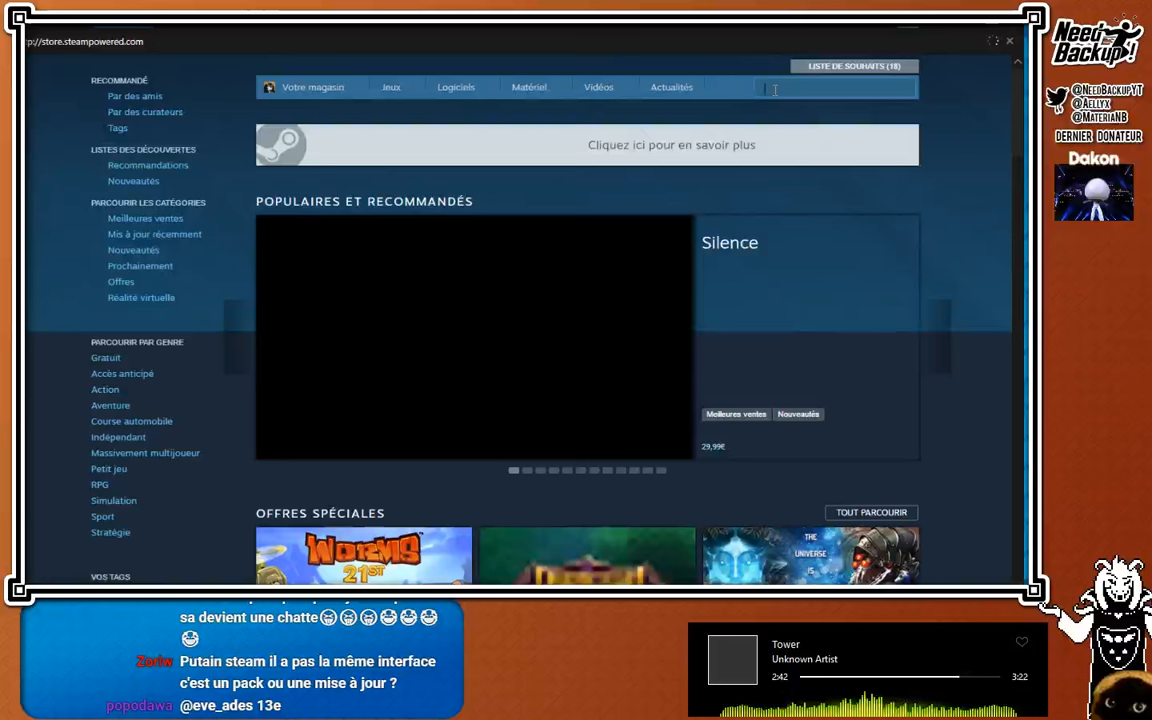 p://store.steampowered.com
LISTE DE SOUHAITS (18)
RECOMMANDÉ
Par des amis
Par des curateurs
Tags
LISTES DES DÉCOUVERTES
Recommandations
Nouveautés
PARCOURIR LES CATÉGORIES
Meilleures ventes
Mis à jour récemment
Nouveautés
Prochainement
Offres
Réalité virtuelle
PARCOURIR PAR GENRE
Gratuit
Accès anticipé
Action
Aventure
Course automobile
Indépendant
Massivement multijoueur
Petit jeu
RPG
Simulation
Sport
Stratégie
VOS TAGS
Votre magasin Jeux Logiciels Matériel Vidéos Actualités
Cliquez ici pour en savoir plus
POPULAIRES ET RECOMMANDÉS
Silence
Meilleures ventes Nouveautés
29,99€
OFFRES SPÉCIALES
TOUT PARCOURIR
WORMS
21ST
THE
UNIVERSE
IS
Need
Backup!
@NeedBackupYT
@Aellyx
@MateriaNB
DERNIER DONATEUR
Dakon
sa devient une chatte
Zoriw Putain steam il a pas la même interface
c'est un pack ou une mise à jour ?
popodawa @eve_ades 13e
Tower
Unknown Artist
2:42 3:22